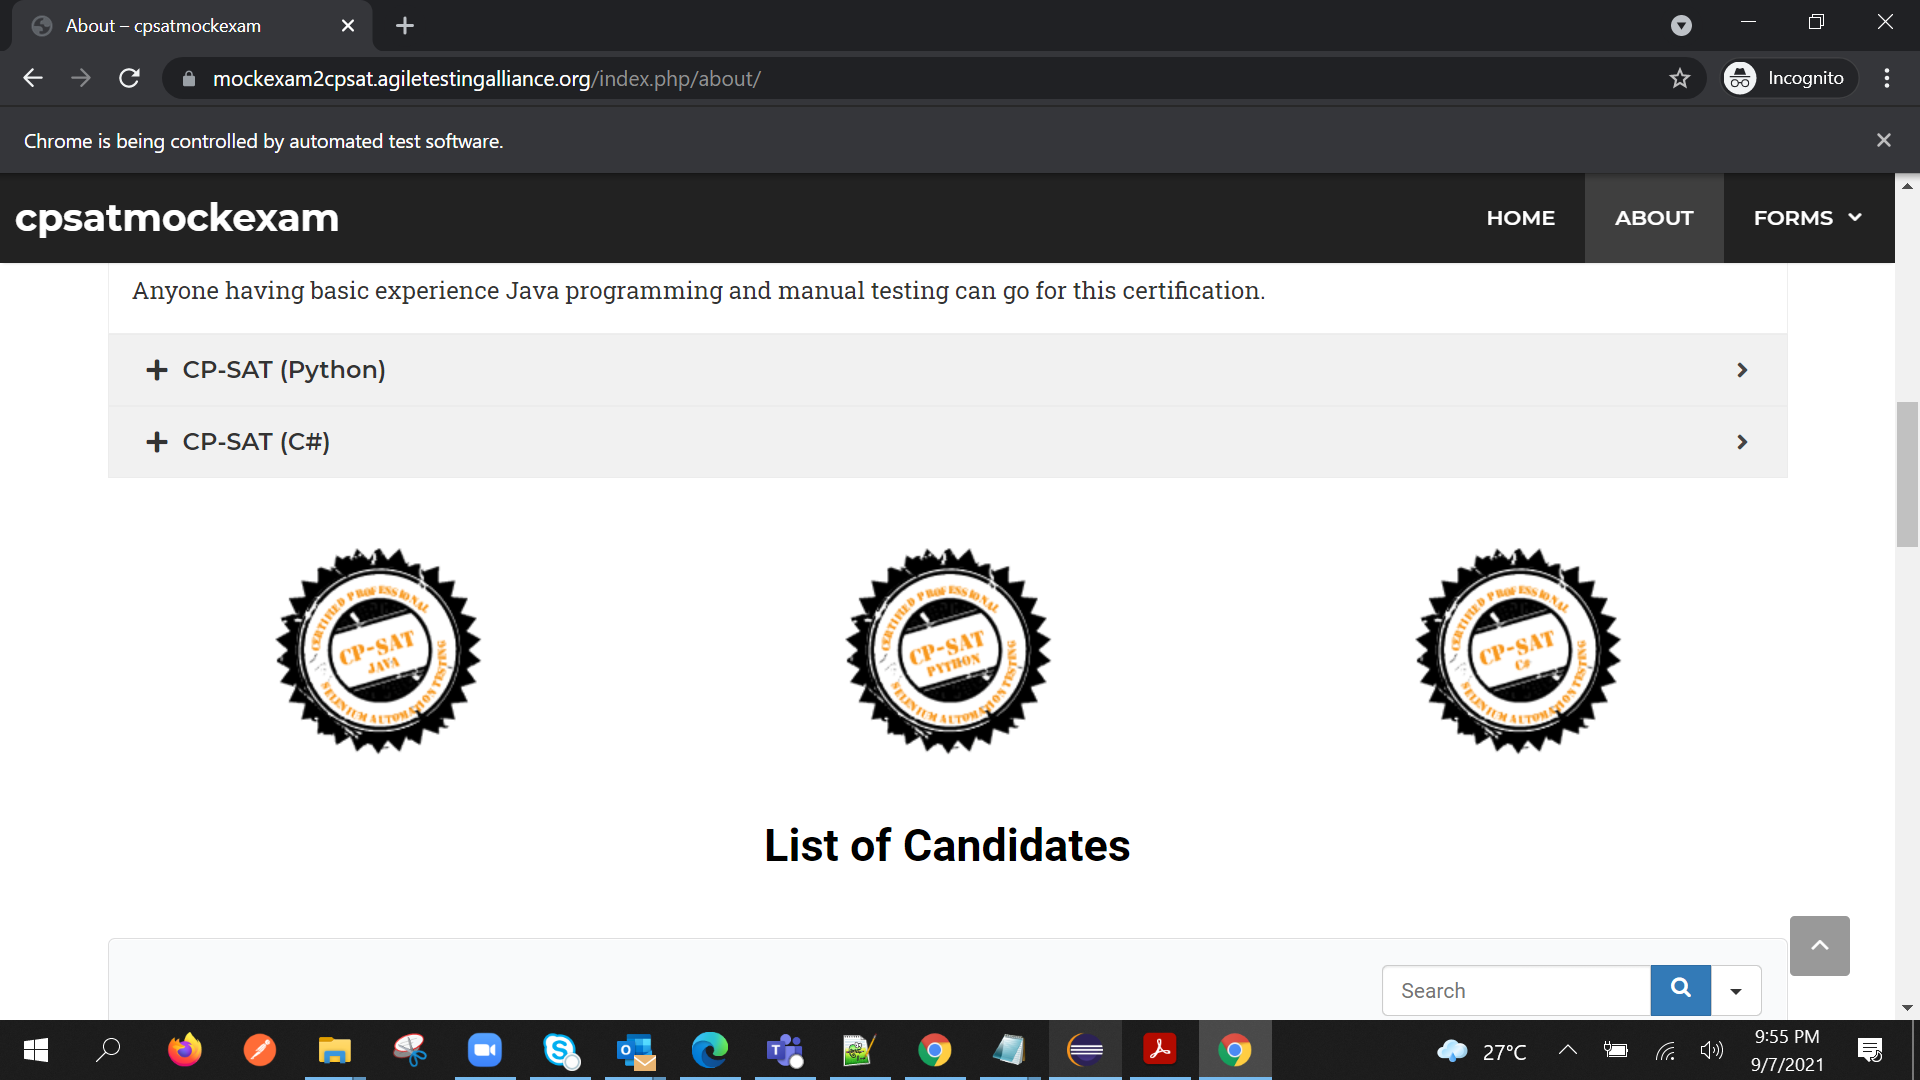 About – cpsatmockexam
mockexam2cpsat.agiletestingalliance.org/index.php/about/
Incognito
Chrome is being controlled by automated test software.
cpsatmockexam
HOME
ABOUT
FORMS
Anyone having basic experience Java programming and manual testing can go for this certification.
CP-SAT (Python)
CP-SAT (C#)
CERTIFIED PROFESSIONAL
CP-SAT
JAVA
SELENIUM AUTOMATION TESTING
CERTIFIED PROFESSIONAL
CP-SAT
PYTHON
SELENIUM AUTOMATION TESTING
CERTIFIED PROFESSIONAL
CP-SAT
C#
SELENIUM AUTOMATION TESTING
List of Candidates
Search
27°C
9:55 PM
9/7/2021